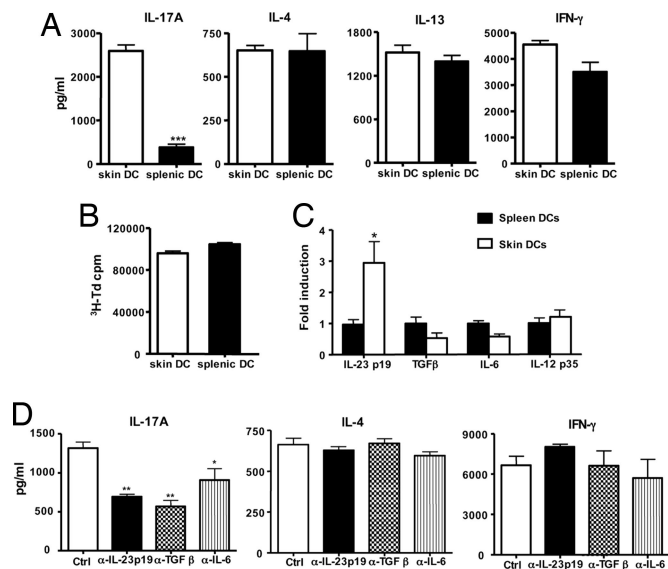 A
IL-17A
IL-4
IL-13
IFN-γ
pg/ml
3000
2000
1000
0
750
500
250
0
1800
1200
600
0
5000
4000
3000
2000
1000
0
***
skin DC splenic DC
skin DC splenic DC
skin DC splenic DC
skin DC splenic DC
B
³H-Td cpm
120000
80000
40000
0
skin DC splenic DC
C
Spleen DCs
Skin DCs
Fold induction
4
3
2
1
0
*
IL-23 p19 TGFβ IL-6 IL-12 p35
D
IL-17A
IL-4
IFN-γ
pg/ml
1500
1000
500
0
** ** *
750
500
250
0
9000
6000
3000
0
Ctrl α-IL-23p19 α-TGF β α-IL-6
Ctrl α-IL-23p19 α-TGF β α-IL-6
Ctrl α-IL-23p19 α-TGF β α-IL-6